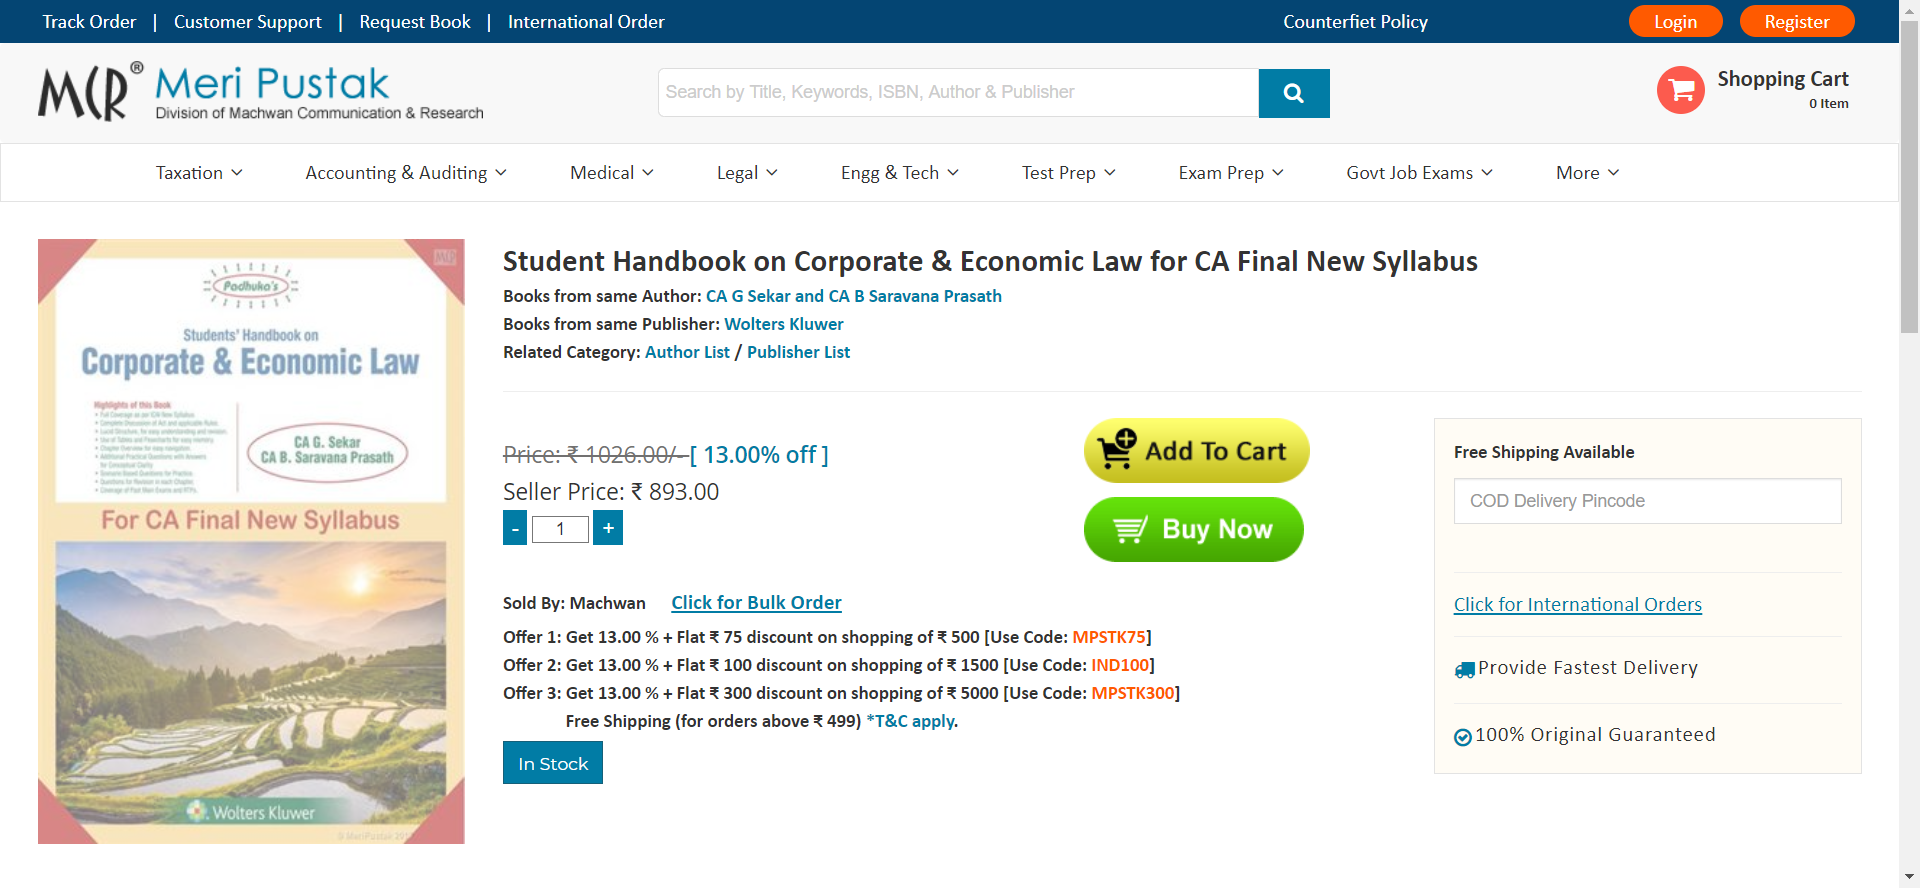 Track Order | Customer Support | Request Book | International Order
Counterfiet Policy
Login
Register
MCR® Meri Pustak
Division of Machwan Communication & Research
Search by Title, Keywords, ISBN, Author & Publisher
Shopping Cart
0 Item
Taxation
Accounting & Auditing
Medical
Legal
Engg & Tech
Test Prep
Exam Prep
Govt Job Exams
More
MCR
Padhuka's
Students' Handbook on
Corporate & Economic Law
Highlights of this Book
CA G. Sekar
CA B. Saravana Prasath
For CA Final New Syllabus
Wolters Kluwer
Student Handbook on Corporate & Economic Law for CA Final New Syllabus
Books from same Author: CA G Sekar and CA B Saravana Prasath
Books from same Publisher: Wolters Kluwer
Related Category: Author List / Publisher List
Price: ₹ 1026.00/- [ 13.00% off ]
Seller Price: ₹ 893.00
- 1 +
Add To Cart
Buy Now
Sold By: Machwan Click for Bulk Order
Offer 1: Get 13.00 % + Flat ₹ 75 discount on shopping of ₹ 500 [Use Code: MPSTK75]
Offer 2: Get 13.00 % + Flat ₹ 100 discount on shopping of ₹ 1500 [Use Code: IND100]
Offer 3: Get 13.00 % + Flat ₹ 300 discount on shopping of ₹ 5000 [Use Code: MPSTK300]
Free Shipping (for orders above ₹ 499) *T&C apply.
In Stock
Free Shipping Available
COD Delivery Pincode
Click for International Orders
Provide Fastest Delivery
100% Original Guaranteed